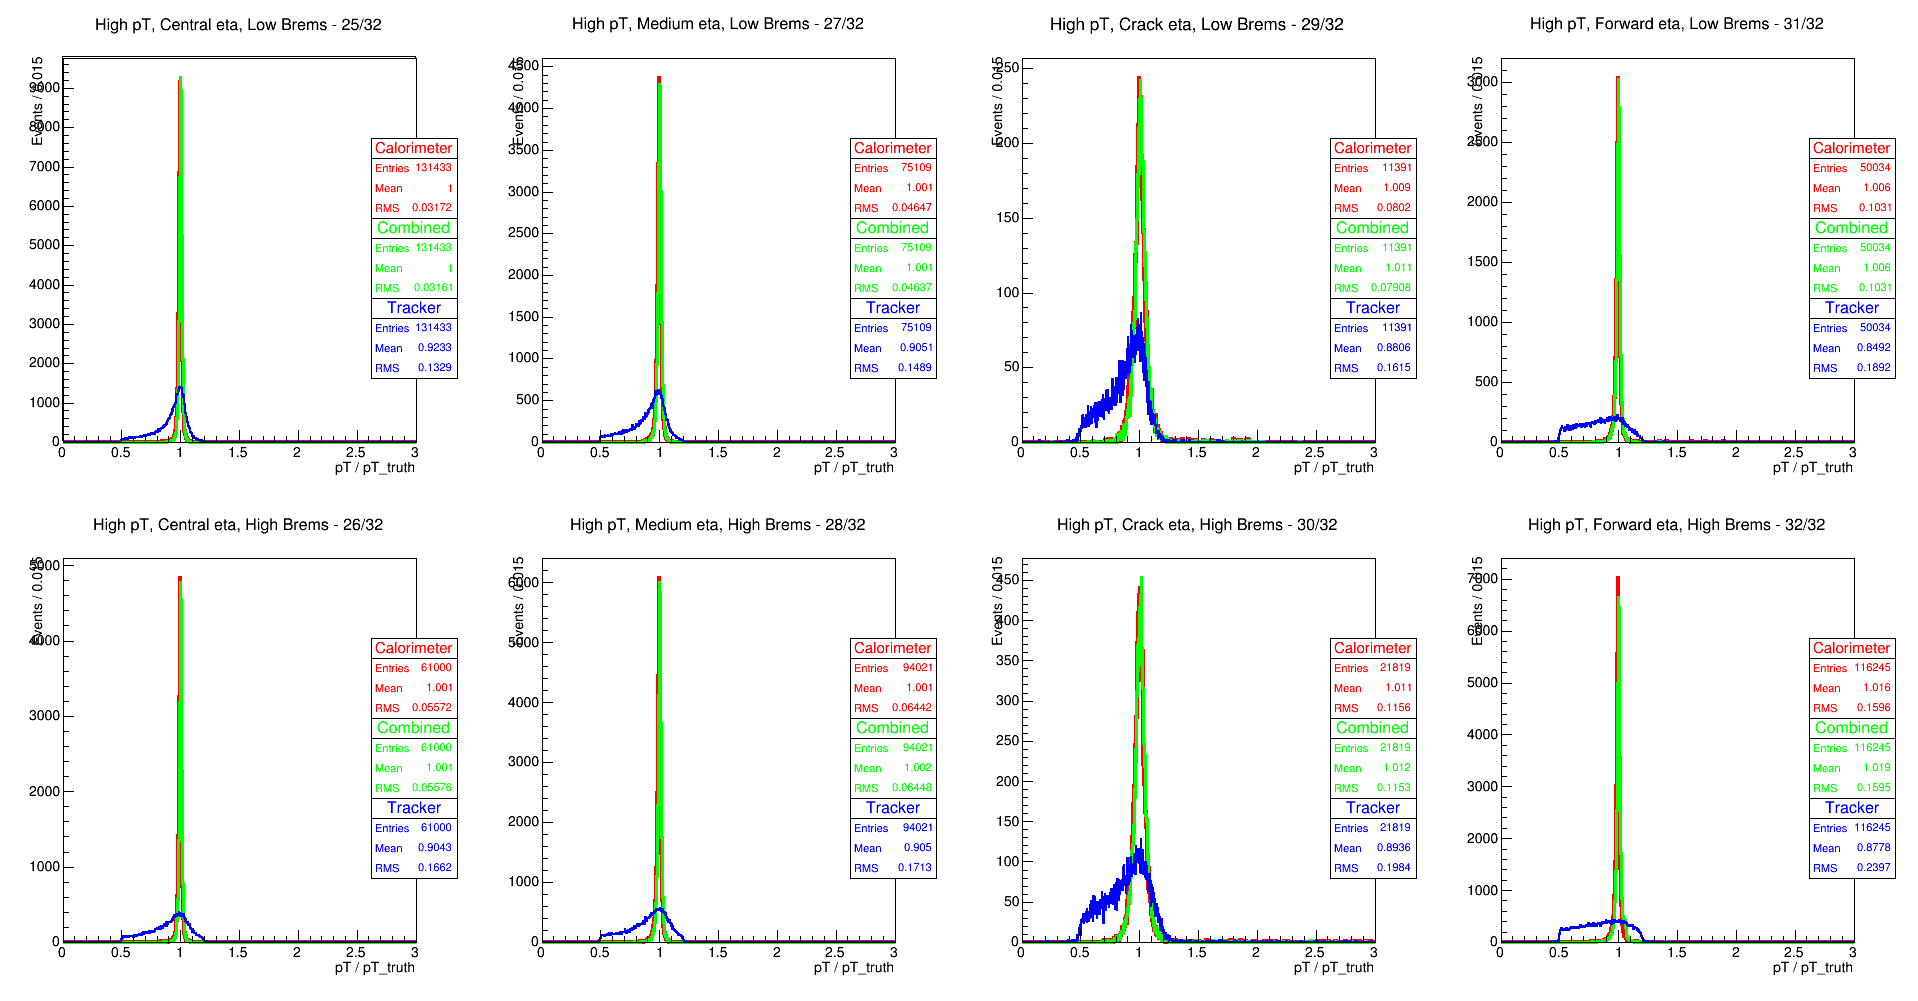 High pT, Central eta, Low Brems - 25/32
Events / 0.015
9000
8000
7000
6000
5000
4000
3000
2000
1000
0
0 0.5 1 1.5 2 2.5 3
pT / pT_truth
Calorimeter
Entries 131433
Mean 1
RMS 0.03172
Combined
Entries 131433
Mean 1
RMS 0.03161
Tracker
Entries 131433
Mean 0.9233
RMS 0.1329
High pT, Medium eta, Low Brems - 27/32
Events / 0.015
4500
4000
3500
3000
2500
2000
1500
1000
500
0
0 0.5 1 1.5 2 2.5 3
pT / pT_truth
Calorimeter
Entries 75109
Mean 1.001
RMS 0.04647
Combined
Entries 75109
Mean 1.001
RMS 0.04637
Tracker
Entries 75109
Mean 0.9051
RMS 0.1489
High pT, Crack eta, Low Brems - 29/32
Events / 0.015
250
200
150
100
50
0
0 0.5 1 1.5 2 2.5 3
pT / pT_truth
Calorimeter
Entries 11391
Mean 1.009
RMS 0.0802
Combined
Entries 11391
Mean 1.011
RMS 0.07908
Tracker
Entries 11391
Mean 0.8806
RMS 0.1615
High pT, Forward eta, Low Brems - 31/32
Events / 0.015
3000
2500
2000
1500
1000
500
0
0 0.5 1 1.5 2 2.5 3
pT / pT_truth
Calorimeter
Entries 50034
Mean 1.006
RMS 0.1031
Combined
Entries 50034
Mean 1.006
RMS 0.1031
Tracker
Entries 50034
Mean 0.8492
RMS 0.1892
High pT, Central eta, High Brems - 26/32
Events / 0.015
5000
4000
3000
2000
1000
0
0 0.5 1 1.5 2 2.5 3
pT / pT_truth
Calorimeter
Entries 61000
Mean 1.001
RMS 0.05572
Combined
Entries 61000
Mean 1.001
RMS 0.05576
Tracker
Entries 61000
Mean 0.9043
RMS 0.1662
High pT, Medium eta, High Brems - 28/32
Events / 0.015
6000
5000
4000
3000
2000
1000
0
0 0.5 1 1.5 2 2.5 3
pT / pT_truth
Calorimeter
Entries 94021
Mean 1.001
RMS 0.06442
Combined
Entries 94021
Mean 1.002
RMS 0.06448
Tracker
Entries 94021
Mean 0.905
RMS 0.1713
High pT, Crack eta, High Brems - 30/32
Events / 0.015
450
400
350
300
250
200
150
100
50
0
0 0.5 1 1.5 2 2.5 3
pT / pT_truth
Calorimeter
Entries 21819
Mean 1.011
RMS 0.1156
Combined
Entries 21819
Mean 1.012
RMS 0.1153
Tracker
Entries 21819
Mean 0.8936
RMS 0.1984
High pT, Forward eta, High Brems - 32/32
Events / 0.015
7000
6000
5000
4000
3000
2000
1000
0
0 0.5 1 1.5 2 2.5 3
pT / pT_truth
Calorimeter
Entries 116245
Mean 1.016
RMS 0.1596
Combined
Entries 116245
Mean 1.019
RMS 0.1595
Tracker
Entries 116245
Mean 0.8778
RMS 0.2397